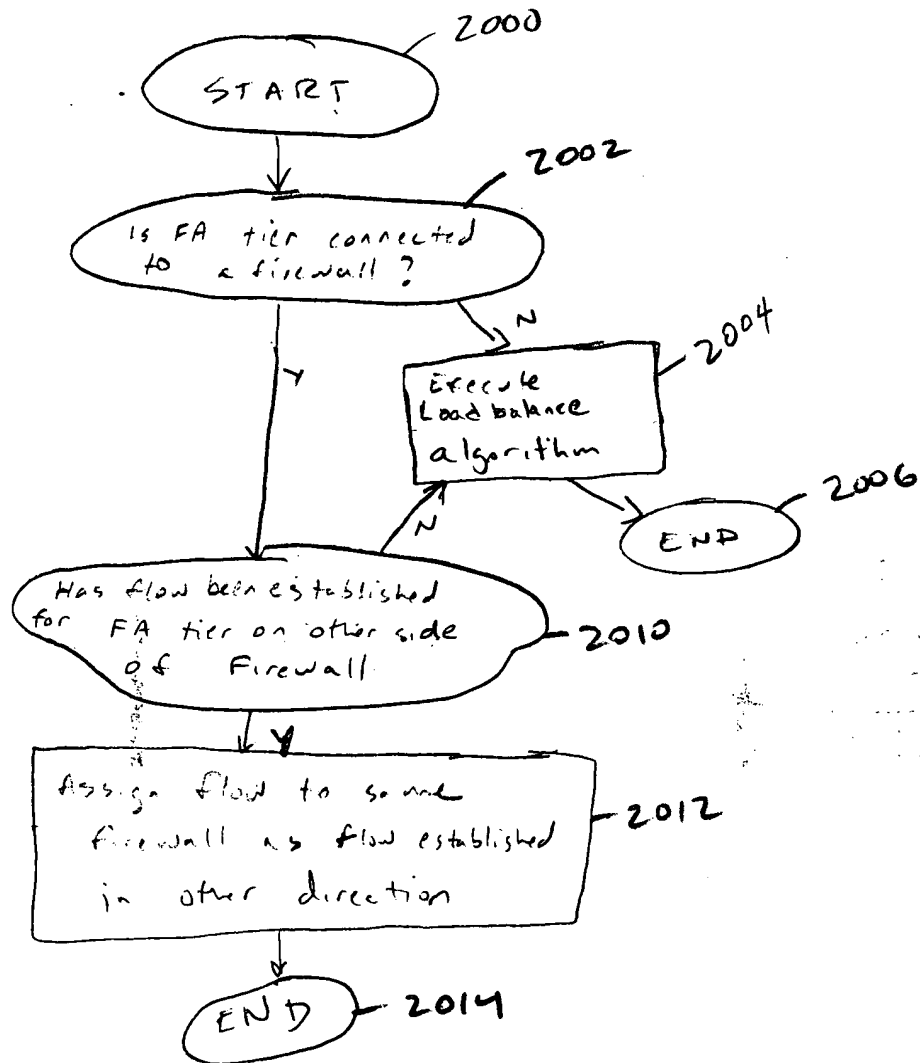 2000
START
2002
Is FA tier connected
to a firewall?
N
2004
Y
Execute
Load balance
algorithm
N
2006
END
Has flow been established
for FA tier on other side
of Firewall
2010
Y
Assign flow to same
firewall as flow established
in other direction
2012
END
2014